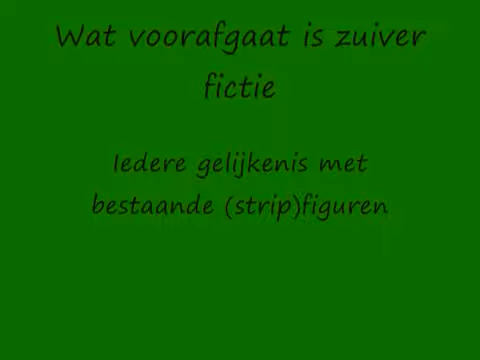 Wat voorafgaat is zuiver
fictie
Iedere gelijkenis met
bestaande (strip)figuren